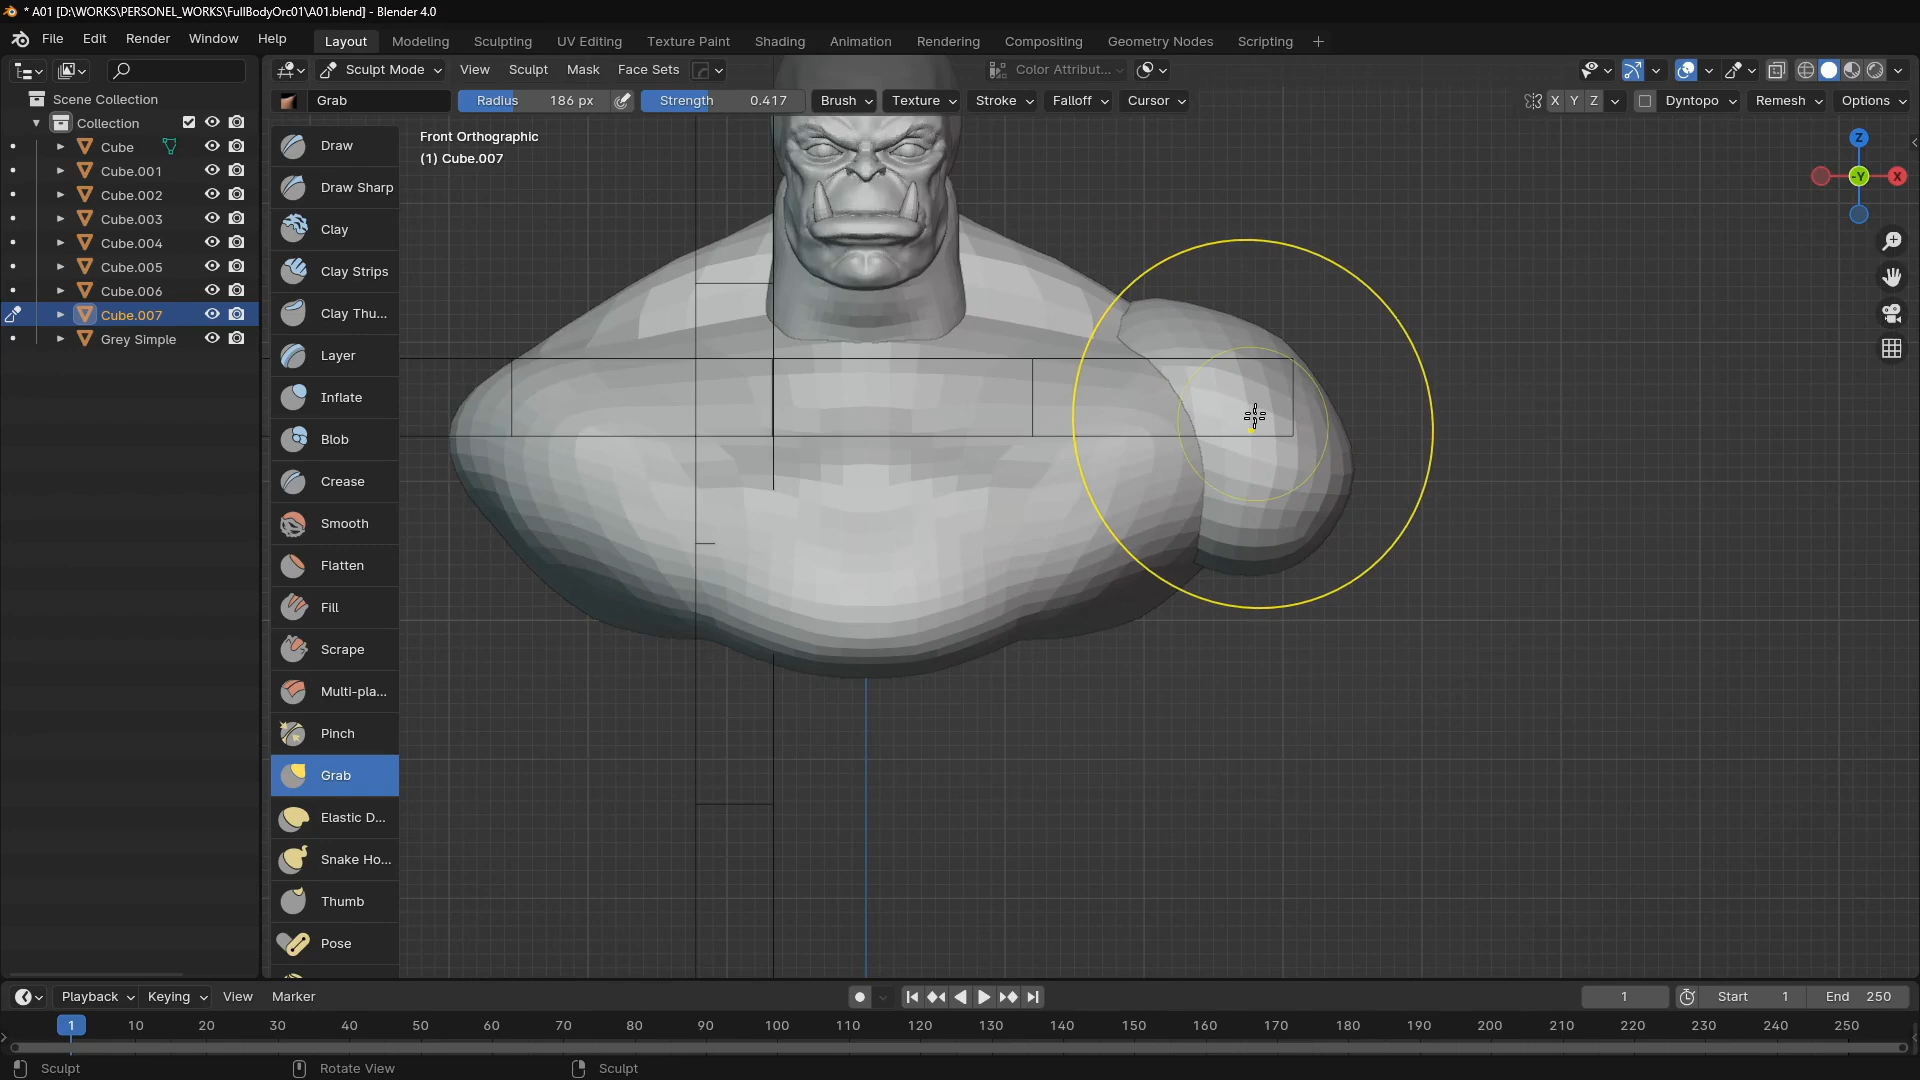 * A01 [D:\WORKS\PERSONEL_WORKS\FullBodyOrc01\A01.blend] - Blender 4.0
File Edit Render Window Help Layout Modeling Sculpting UV Editing Texture Paint Shading Animation Rendering Compositing Geometry Nodes Scripting +
Sculpt Mode View Sculpt Mask Face Sets Color Attribut...
Grab Radius 186 px Strength 0.417 Brush Texture Stroke Falloff Cursor X Y Z Dyntopo Remesh Options
Scene Collection
Collection
Cube
Cube.001
Cube.002
Cube.003
Cube.004
Cube.005
Cube.006
Cube.007
Grey Simple
Draw
Draw Sharp
Clay
Clay Strips
Clay Thu...
Layer
Inflate
Blob
Crease
Smooth
Flatten
Fill
Scrape
Multi-pla...
Pinch
Grab
Elastic D...
Snake Ho...
Thumb
Pose
Front Orthographic
(1) Cube.007
Z
-Y
X
Playback Keying View Marker 1 Start 1 End 250
1 10 20 30 40 50 60 70 80 90 100 110 120 130 140 150 160 170 180 190 200 210 220 230 240 250
Sculpt Rotate View Sculpt